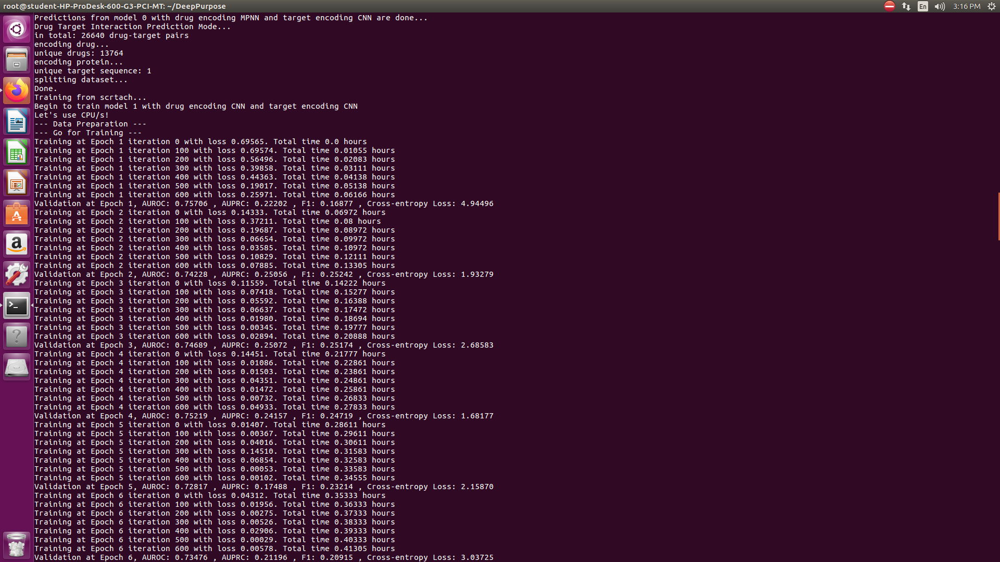 root@student-HP-ProDesk-600-G3-PCI-MT: ~/DeepPurpose
En
3:16 PM
Predictions from model 0 with drug encoding MPNN and target encoding CNN are done...
Drug Target Interaction Prediction Mode...
in total: 26640 drug-target pairs
encoding drug...
unique drugs: 13764
encoding protein...
unique target sequence: 1
splitting dataset...
Done.
Training from scrtach...
Begin to train model 1 with drug encoding CNN and target encoding CNN
Let's use CPU/s!
--- Data Preparation ---
--- Go for Training ---
Training at Epoch 1 iteration 0 with loss 0.69565. Total time 0.0 hours
Training at Epoch 1 iteration 100 with loss 0.69574. Total time 0.01055 hours
Training at Epoch 1 iteration 200 with loss 0.56496. Total time 0.02083 hours
Training at Epoch 1 iteration 300 with loss 0.39858. Total time 0.03111 hours
Training at Epoch 1 iteration 400 with loss 0.44363. Total time 0.04138 hours
Training at Epoch 1 iteration 500 with loss 0.19017. Total time 0.05138 hours
Training at Epoch 1 iteration 600 with loss 0.25971. Total time 0.06166 hours
Validation at Epoch 1, AUROC: 0.75706 , AUPRC: 0.22202 , F1: 0.16877 , Cross-entropy Loss: 4.94496
Training at Epoch 2 iteration 0 with loss 0.14333. Total time 0.06972 hours
Training at Epoch 2 iteration 100 with loss 0.37211. Total time 0.08 hours
Training at Epoch 2 iteration 200 with loss 0.19687. Total time 0.08972 hours
Training at Epoch 2 iteration 300 with loss 0.06654. Total time 0.09972 hours
Training at Epoch 2 iteration 400 with loss 0.03585. Total time 0.10972 hours
Training at Epoch 2 iteration 500 with loss 0.10829. Total time 0.12111 hours
Training at Epoch 2 iteration 600 with loss 0.07885. Total time 0.13305 hours
Validation at Epoch 2, AUROC: 0.74228 , AUPRC: 0.25056 , F1: 0.25242 , Cross-entropy Loss: 1.93279
Training at Epoch 3 iteration 0 with loss 0.11559. Total time 0.14222 hours
Training at Epoch 3 iteration 100 with loss 0.07418. Total time 0.15277 hours
Training at Epoch 3 iteration 200 with loss 0.05592. Total time 0.16388 hours
Training at Epoch 3 iteration 300 with loss 0.06637. Total time 0.17472 hours
Training at Epoch 3 iteration 400 with loss 0.01980. Total time 0.18694 hours
Training at Epoch 3 iteration 500 with loss 0.00345. Total time 0.19777 hours
Training at Epoch 3 iteration 600 with loss 0.02894. Total time 0.20888 hours
Validation at Epoch 3, AUROC: 0.74689 , AUPRC: 0.25072 , F1: 0.25174 , Cross-entropy Loss: 2.68583
Training at Epoch 4 iteration 0 with loss 0.14451. Total time 0.21777 hours
Training at Epoch 4 iteration 100 with loss 0.01086. Total time 0.22861 hours
Training at Epoch 4 iteration 200 with loss 0.01503. Total time 0.23861 hours
Training at Epoch 4 iteration 300 with loss 0.04351. Total time 0.24861 hours
Training at Epoch 4 iteration 400 with loss 0.01472. Total time 0.25861 hours
Training at Epoch 4 iteration 500 with loss 0.00732. Total time 0.26833 hours
Training at Epoch 4 iteration 600 with loss 0.04933. Total time 0.27833 hours
Validation at Epoch 4, AUROC: 0.75219 , AUPRC: 0.24157 , F1: 0.24719 , Cross-entropy Loss: 1.68177
Training at Epoch 5 iteration 0 with loss 0.01407. Total time 0.28611 hours
Training at Epoch 5 iteration 100 with loss 0.00367. Total time 0.29611 hours
Training at Epoch 5 iteration 200 with loss 0.04016. Total time 0.30611 hours
Training at Epoch 5 iteration 300 with loss 0.14510. Total time 0.31583 hours
Training at Epoch 5 iteration 400 with loss 0.06854. Total time 0.32583 hours
Training at Epoch 5 iteration 500 with loss 0.00053. Total time 0.33583 hours
Training at Epoch 5 iteration 600 with loss 0.00102. Total time 0.34555 hours
Validation at Epoch 5, AUROC: 0.72817 , AUPRC: 0.17488 , F1: 0.23214 , Cross-entropy Loss: 2.15870
Training at Epoch 6 iteration 0 with loss 0.04312. Total time 0.35333 hours
Training at Epoch 6 iteration 100 with loss 0.01956. Total time 0.36333 hours
Training at Epoch 6 iteration 200 with loss 0.00275. Total time 0.37333 hours
Training at Epoch 6 iteration 300 with loss 0.00526. Total time 0.38333 hours
Training at Epoch 6 iteration 400 with loss 0.02906. Total time 0.39333 hours
Training at Epoch 6 iteration 500 with loss 0.00029. Total time 0.40333 hours
Training at Epoch 6 iteration 600 with loss 0.00578. Total time 0.41305 hours
Validation at Epoch 6, AUROC: 0.73476 , AUPRC: 0.21196 , F1: 0.20915 , Cross-entropy Loss: 3.03725